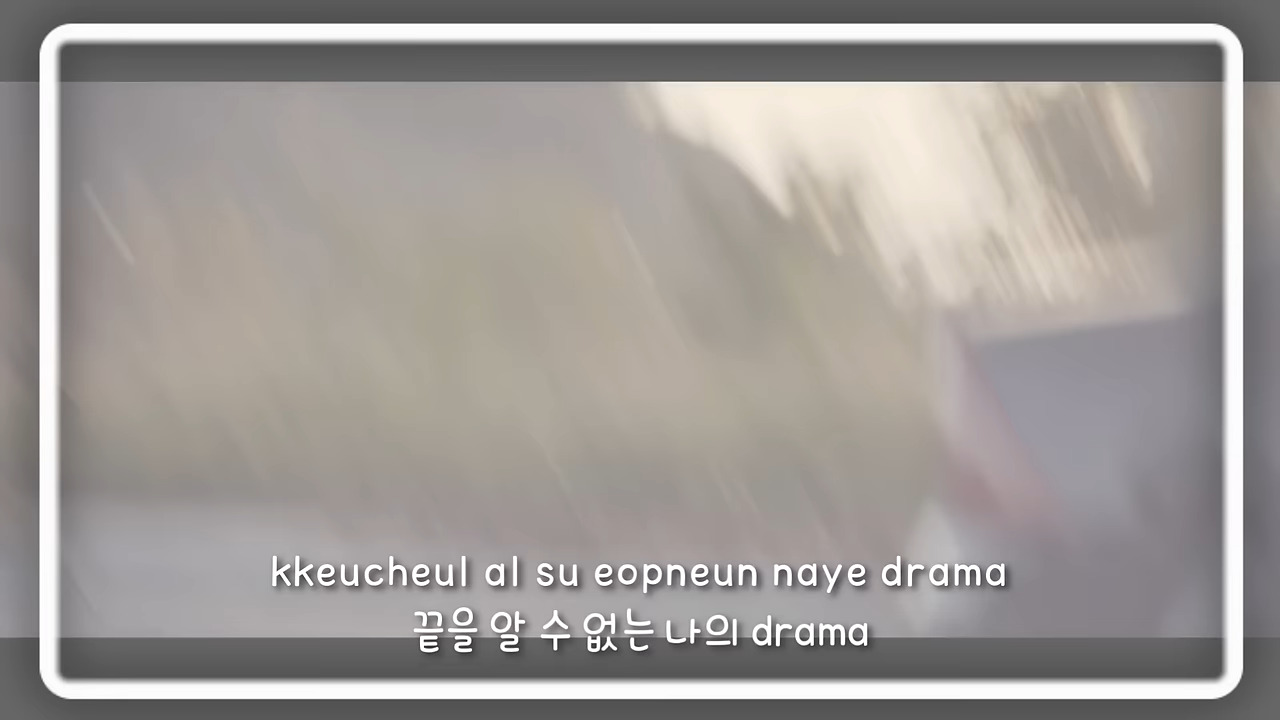 kkeucheul al su eopneun naye drama
끝을 알 수 없는 나의 drama